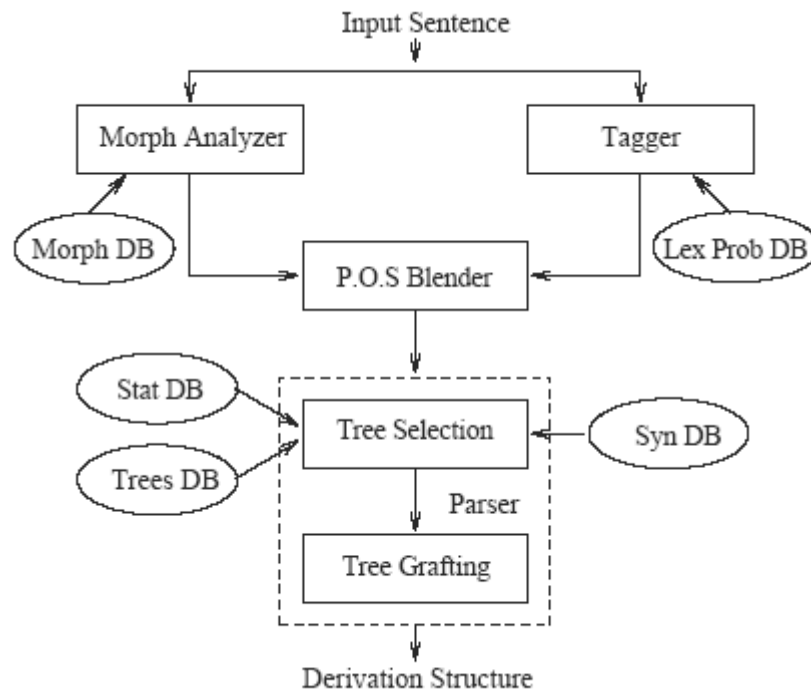 Input Sentence
Morph Analyzer
Tagger
Morph DB
Lex Prob DB
P.O.S Blender
Stat DB
Tree Selection
Syn DB
Trees DB
Parser
Tree Grafting
Derivation Structure